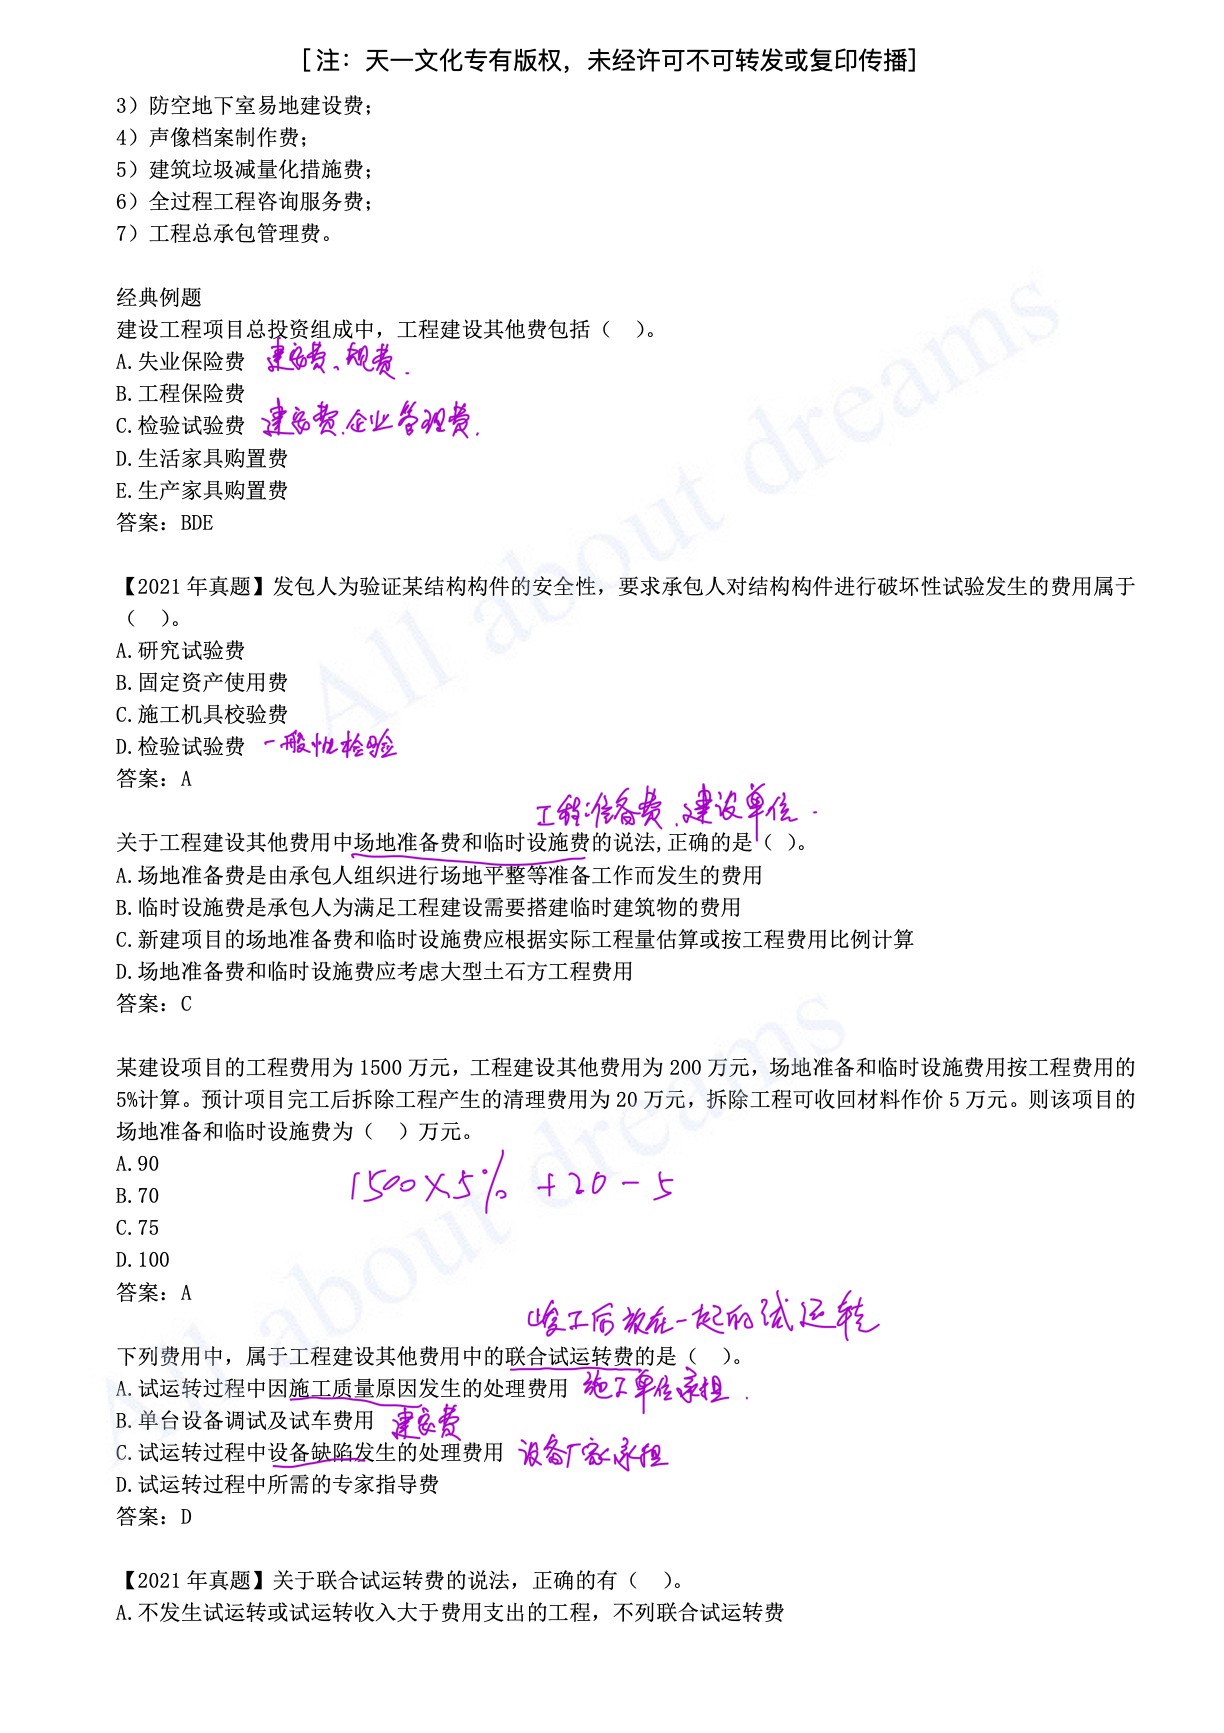 [注：天一文化专有版权，未经许可不可转发或复印传播]
3）防空地下室易地建设费；
4）声像档案制作费；
5）建筑垃圾减量化措施费；
6）全过程工程咨询服务费；
7）工程总承包管理费。
经典例题
建设工程项目总投资组成中，工程建设其他费包括（ ）。
A.失业保险费 建安费、规费.
B.工程保险费
C.检验试验费 建安费.企业管理费.
D.生活家具购置费
E.生产家具购置费
答案：BDE
【2021 年真题】发包人为验证某结构构件的安全性，要求承包人对结构构件进行破坏性试验发生的费用属于
（ ）。
A.研究试验费
B.固定资产使用费
C.施工机具校验费
D.检验试验费 一般性检验
答案：A
工程准备费.建设单位.
关于工程建设其他费用中场地准备费和临时设施费的说法,正确的是（ ）。
A.场地准备费是由承包人组织进行场地平整等准备工作而发生的费用
B.临时设施费是承包人为满足工程建设需要搭建临时建筑物的费用
C.新建项目的场地准备费和临时设施费应根据实际工程量估算或按工程费用比例计算
D.场地准备费和临时设施费应考虑大型土石方工程费用
答案：C
某建设项目的工程费用为 1500 万元，工程建设其他费用为 200 万元，场地准备和临时设施费用按工程费用的
5%计算。预计项目完工后拆除工程产生的清理费用为 20 万元，拆除工程可收回材料作价 5 万元。则该项目的
场地准备和临时设施费为（ ）万元。
A.90
1500×5% +20-5
B.70
C.75
D.100
答案：A
竣工后放在一起的试运转
下列费用中，属于工程建设其他费用中的联合试运转费的是（ ）。
A.试运转过程中因施工质量原因发生的处理费用 施工单位承担.
B.单台设备调试及试车费用 建安费
C.试运转过程中设备缺陷发生的处理费用 设备厂家承担
D.试运转过程中所需的专家指导费
答案：D
【2021 年真题】关于联合试运转费的说法，正确的有（ ）。
A.不发生试运转或试运转收入大于费用支出的工程，不列联合试运转费
All about dreams
All about dreams